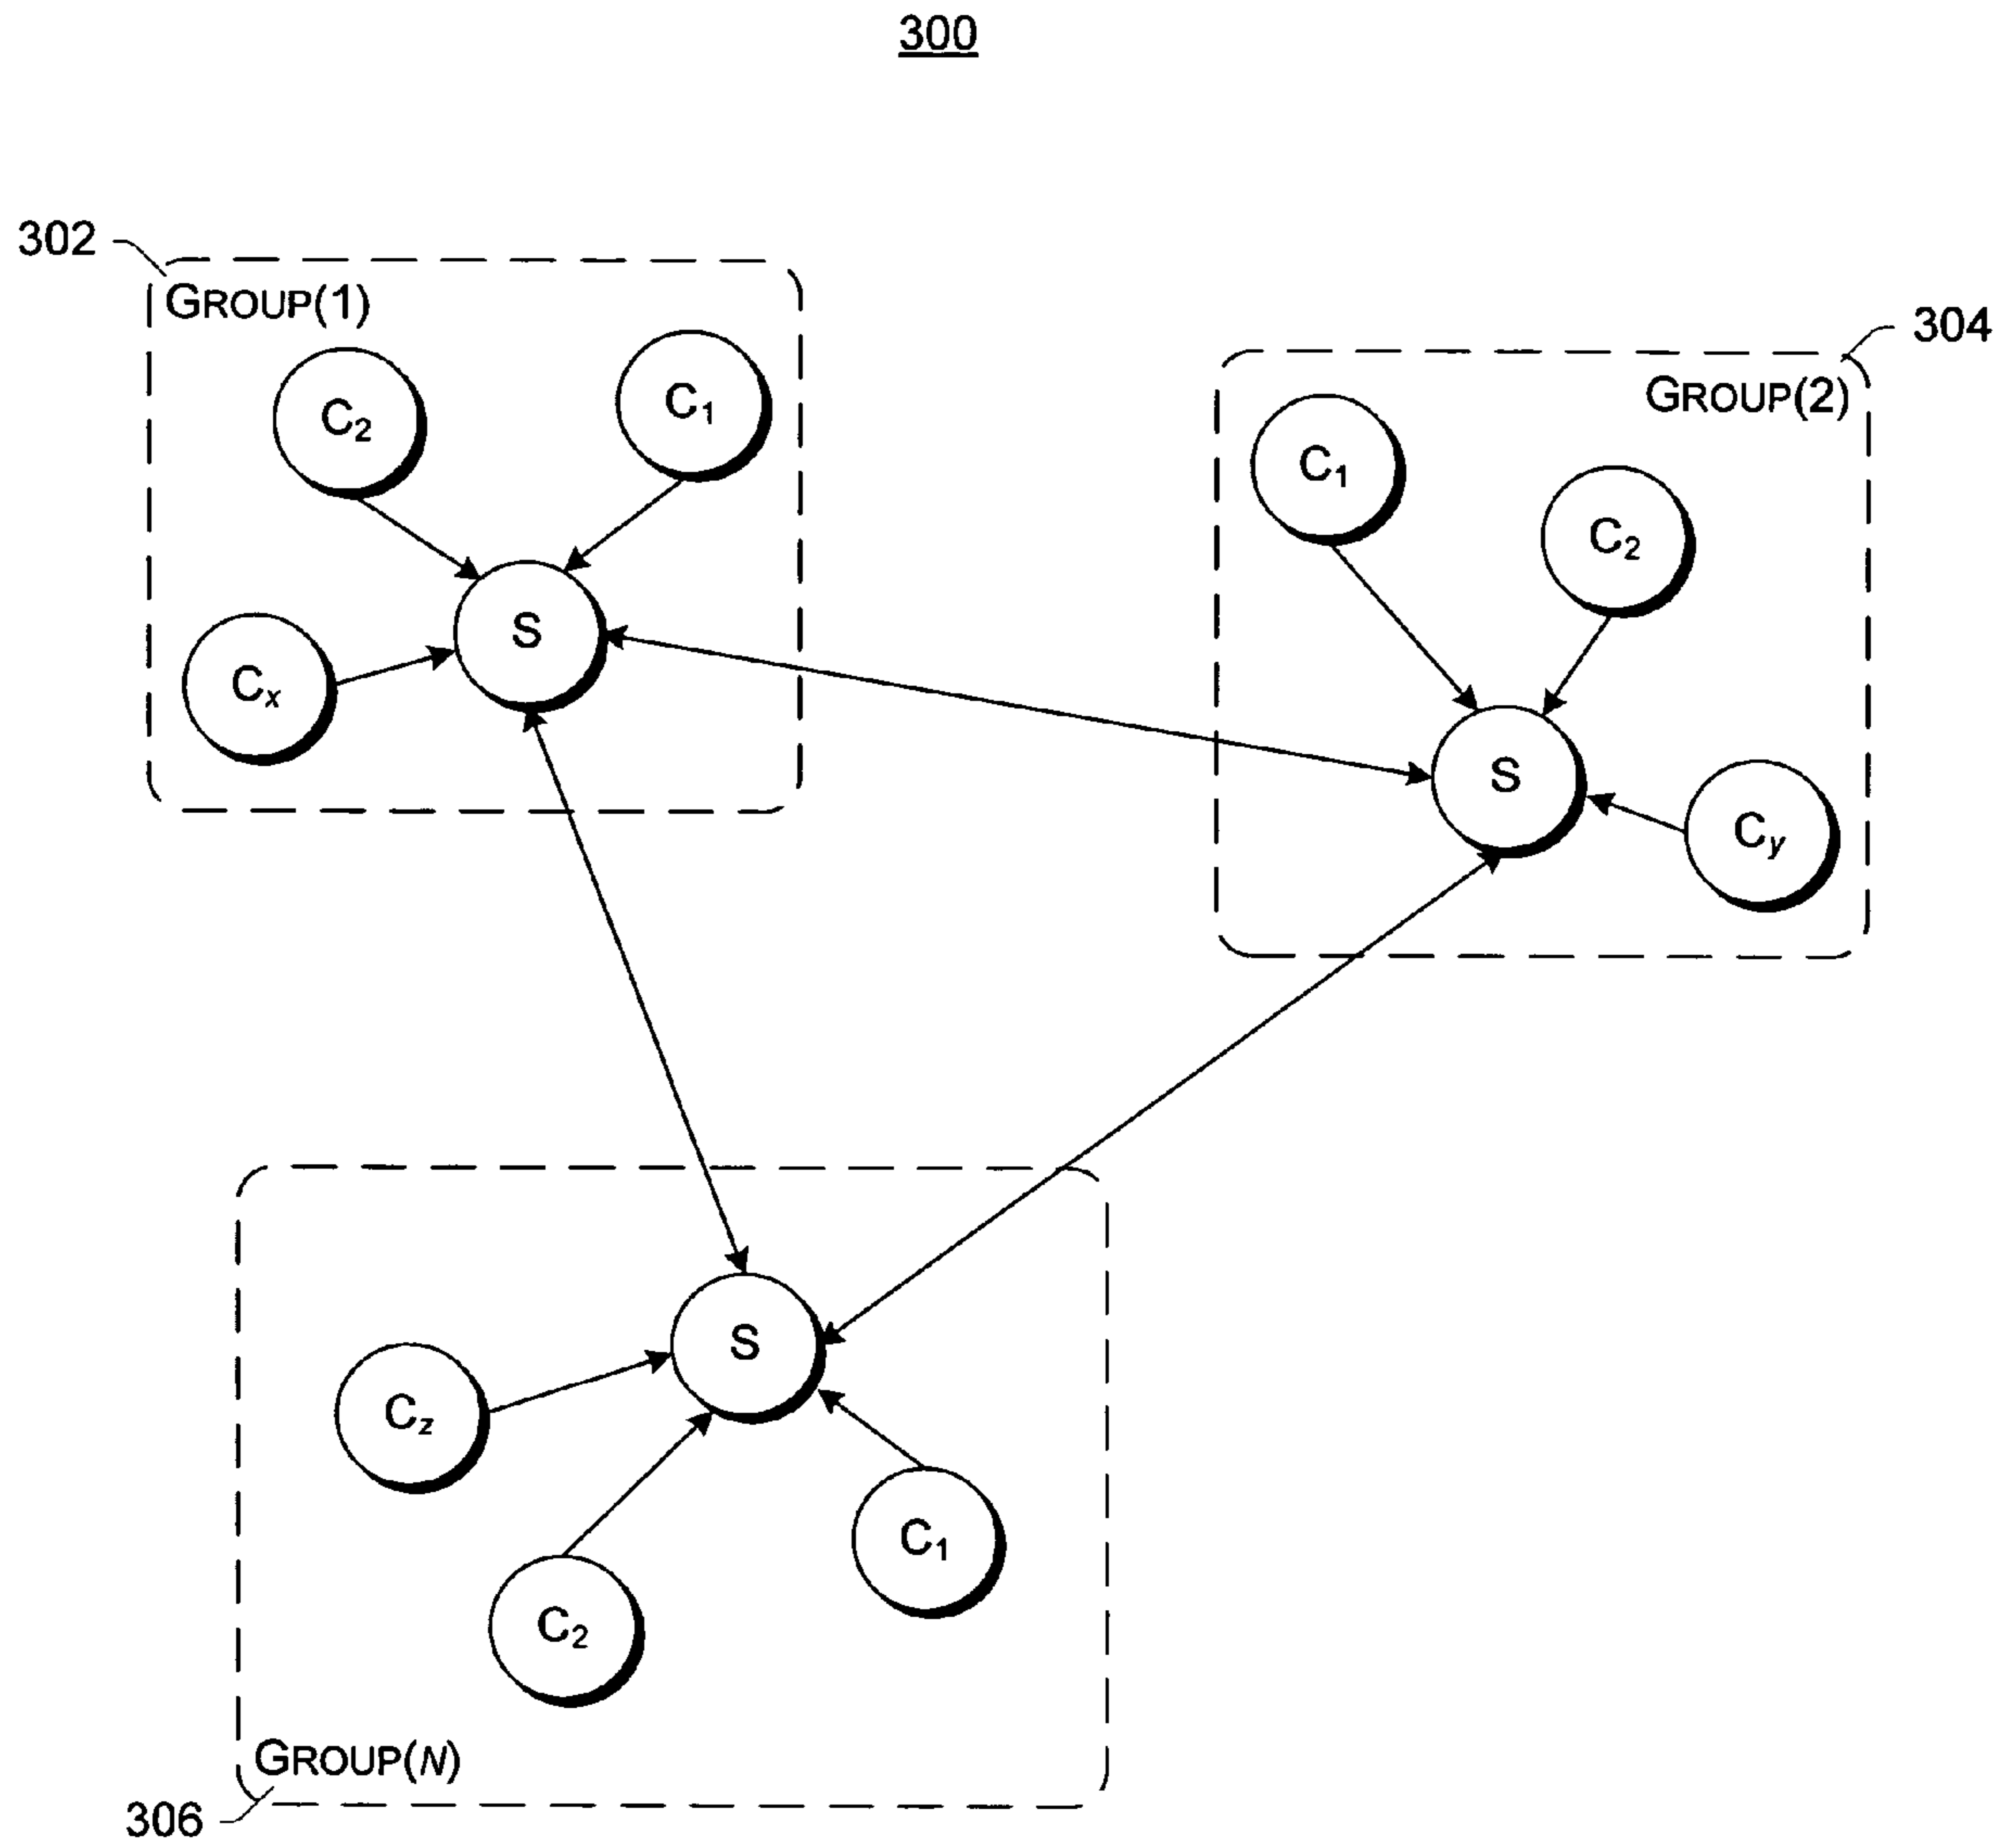 300
302
GROUP(1)
304
GROUP(2)
C2
C1
C1
C2
S
Cx
S
Cy
S
Cz
C1
C2
GROUP(N)
306